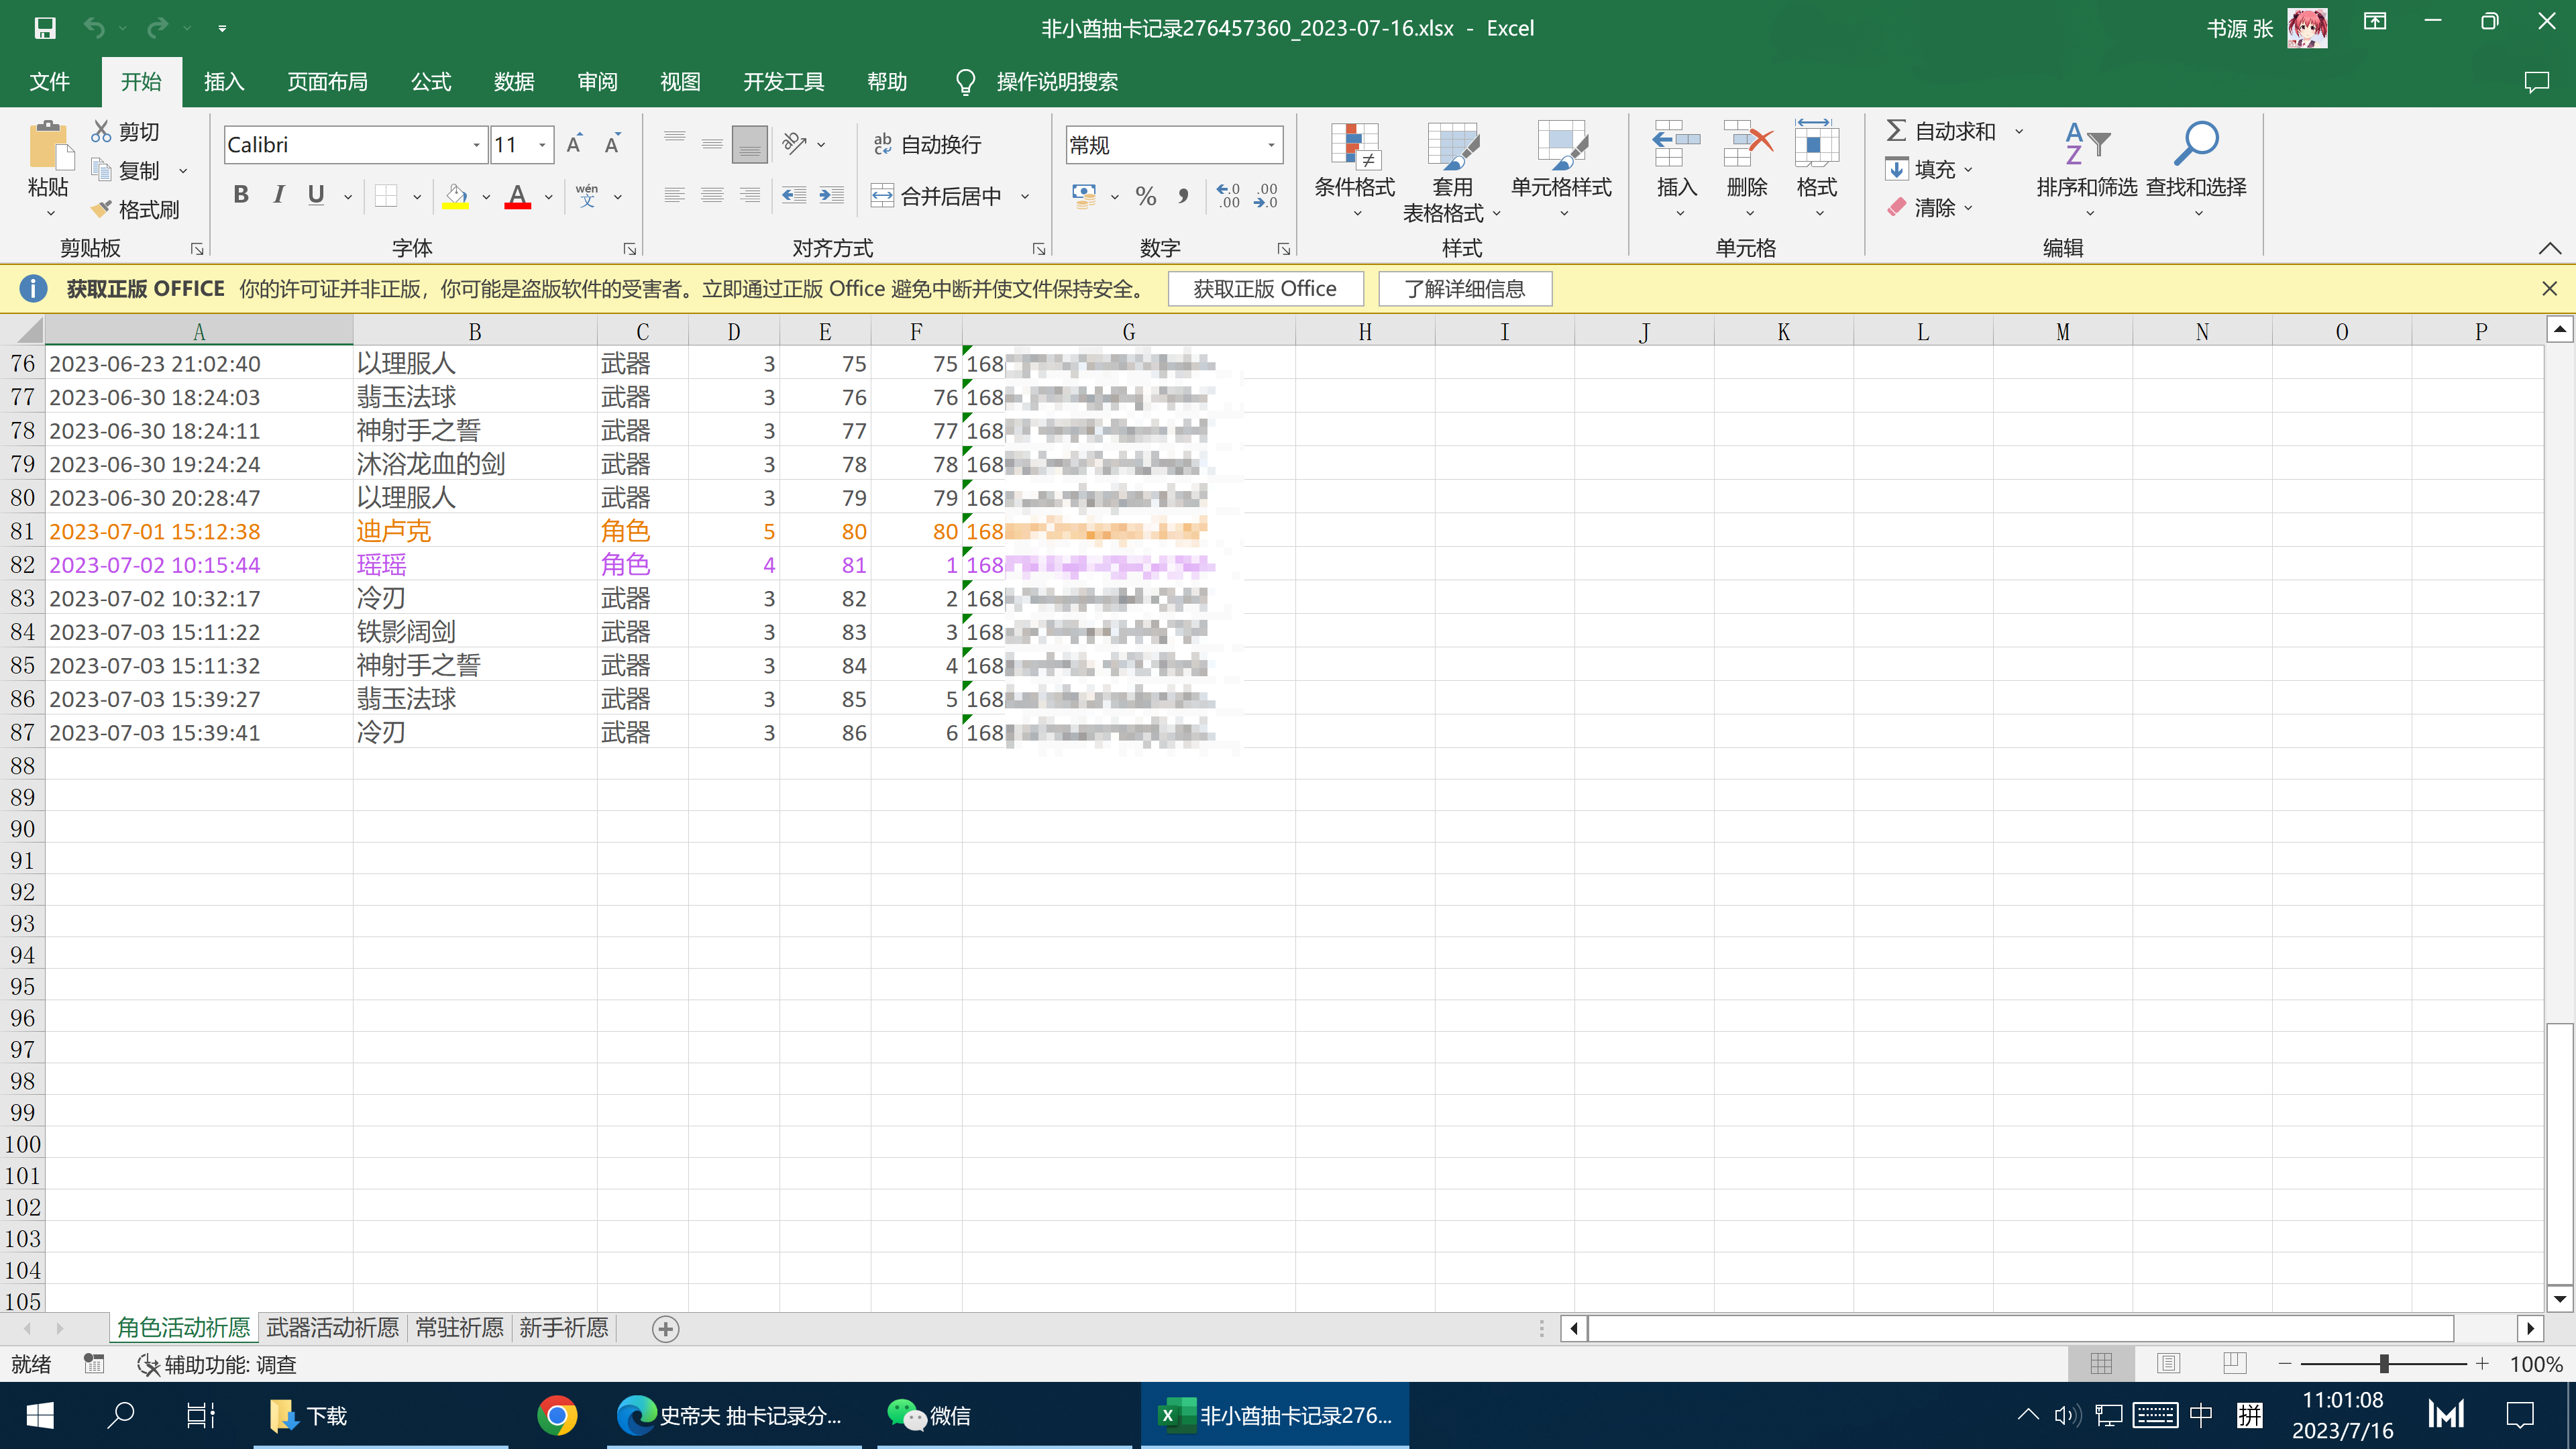 非小酋抽卡记录276457360_2023-07-16.xlsx - Excel
书源 张
文件 开始 插入 页面布局 公式 数据 审阅 视图 开发工具 帮助 操作说明搜索
粘贴 剪切 复制 格式刷 剪贴板
Calibri 11 B I U A wén 文 字体
ab 自动换行 合并后居中 对齐方式
常规 % 数字
条件格式 套用 表格格式 单元格样式 样式
插入 删除 格式 单元格
自动求和 填充 清除 排序和筛选 查找和选择 编辑
获取正版 OFFICE 你的许可证并非正版，你可能是盗版软件的受害者。立即通过正版 Office 避免中断并使文件保持安全。 获取正版 Office 了解详细信息
A B C D E F G H I J K L M N O P
76 2023-06-23 21:02:40 以理服人 武器 3 75 75 168
77 2023-06-30 18:24:03 翡玉法球 武器 3 76 76 168
78 2023-06-30 18:24:11 神射手之誓 武器 3 77 77 168
79 2023-06-30 19:24:24 沐浴龙血的剑 武器 3 78 78 168
80 2023-06-30 20:28:47 以理服人 武器 3 79 79 168
81 2023-07-01 15:12:38 迪卢克 角色 5 80 80 168
82 2023-07-02 10:15:44 瑶瑶 角色 4 81 1 168
83 2023-07-02 10:32:17 冷刃 武器 3 82 2 168
84 2023-07-03 15:11:22 铁影阔剑 武器 3 83 3 168
85 2023-07-03 15:11:32 神射手之誓 武器 3 84 4 168
86 2023-07-03 15:39:27 翡玉法球 武器 3 85 5 168
87 2023-07-03 15:39:41 冷刃 武器 3 86 6 168
88
89
90
91
92
93
94
95
96
97
98
99
100
101
102
103
104
105
角色活动祈愿 武器活动祈愿 常驻祈愿 新手祈愿
就绪 辅助功能: 调查 100%
下载 史帝夫 抽卡记录分... 微信 非小酋抽卡记录276... 中 拼 11:01:08
2023/7/16